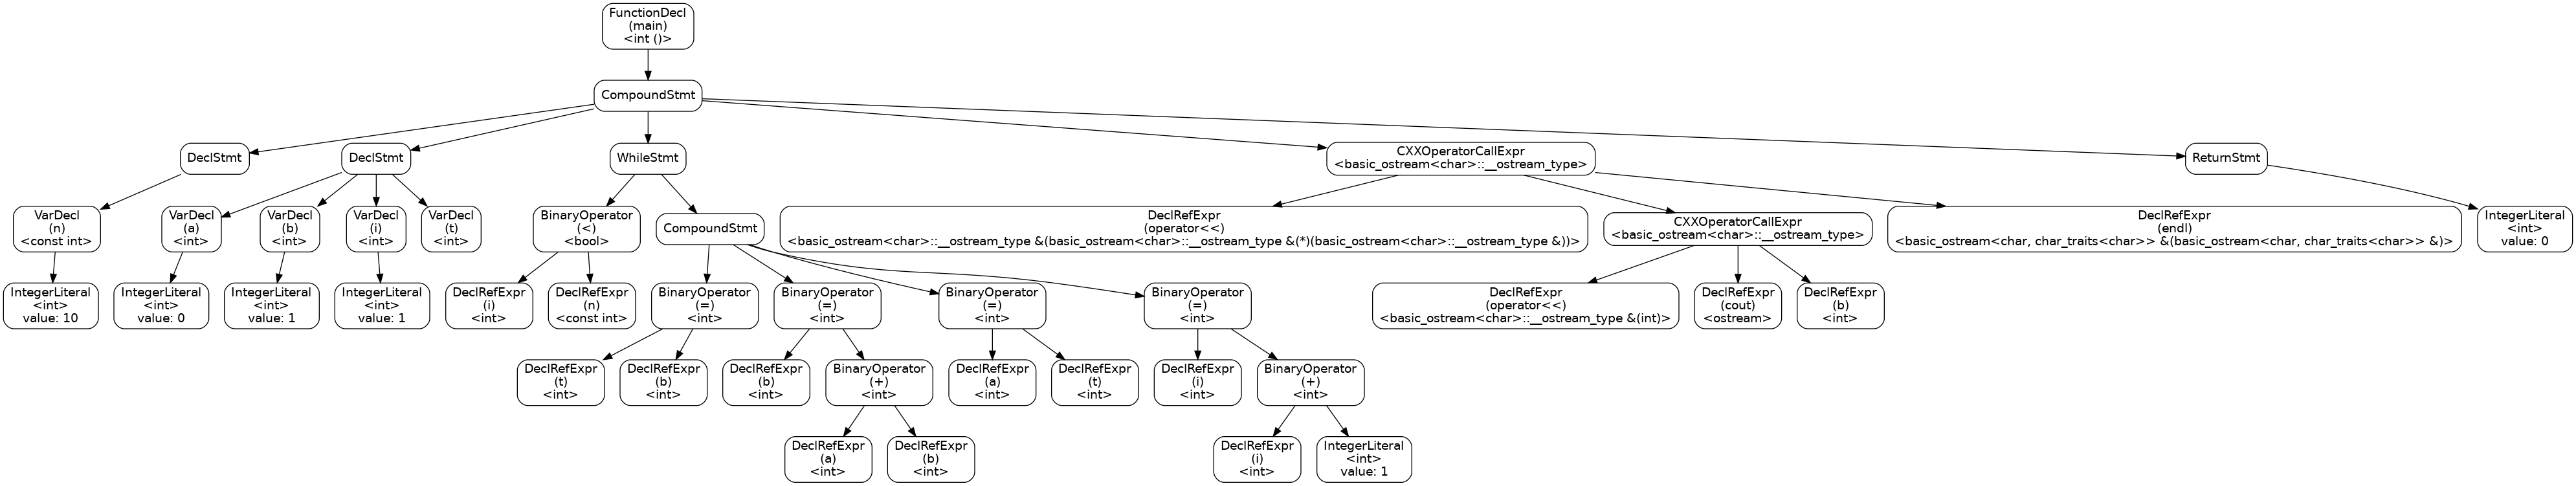 FunctionDecl
(main)
<int ()>
CompoundStmt
DeclStmt
DeclStmt
WhileStmt
CXXOperatorCallExpr
<basic_ostream<char>::__ostream_type>
ReturnStmt
VarDecl
(n)
<const int>
VarDecl
(a)
<int>
VarDecl
(b)
<int>
VarDecl
(i)
<int>
VarDecl
(t)
<int>
BinaryOperator
(<)
<bool>
CompoundStmt
DeclRefExpr
(operator<<)
<basic_ostream<char>::__ostream_type &(basic_ostream<char>::__ostream_type &(*)(basic_ostream<char>::__ostream_type &))>
CXXOperatorCallExpr
<basic_ostream<char>::__ostream_type>
DeclRefExpr
(endl)
<basic_ostream<char, char_traits<char>> &(basic_ostream<char, char_traits<char>> &)>
IntegerLiteral
<int>
value: 0
IntegerLiteral
<int>
value: 10
IntegerLiteral
<int>
value: 0
IntegerLiteral
<int>
value: 1
IntegerLiteral
<int>
value: 1
DeclRefExpr
(i)
<int>
DeclRefExpr
(n)
<const int>
BinaryOperator
(=)
<int>
BinaryOperator
(=)
<int>
BinaryOperator
(=)
<int>
BinaryOperator
(=)
<int>
DeclRefExpr
(operator<<)
<basic_ostream<char>::__ostream_type &(int)>
DeclRefExpr
(cout)
<ostream>
DeclRefExpr
(b)
<int>
DeclRefExpr
(t)
<int>
DeclRefExpr
(b)
<int>
DeclRefExpr
(b)
<int>
BinaryOperator
(+)
<int>
DeclRefExpr
(a)
<int>
DeclRefExpr
(t)
<int>
DeclRefExpr
(i)
<int>
BinaryOperator
(+)
<int>
DeclRefExpr
(a)
<int>
DeclRefExpr
(b)
<int>
DeclRefExpr
(i)
<int>
IntegerLiteral
<int>
value: 1